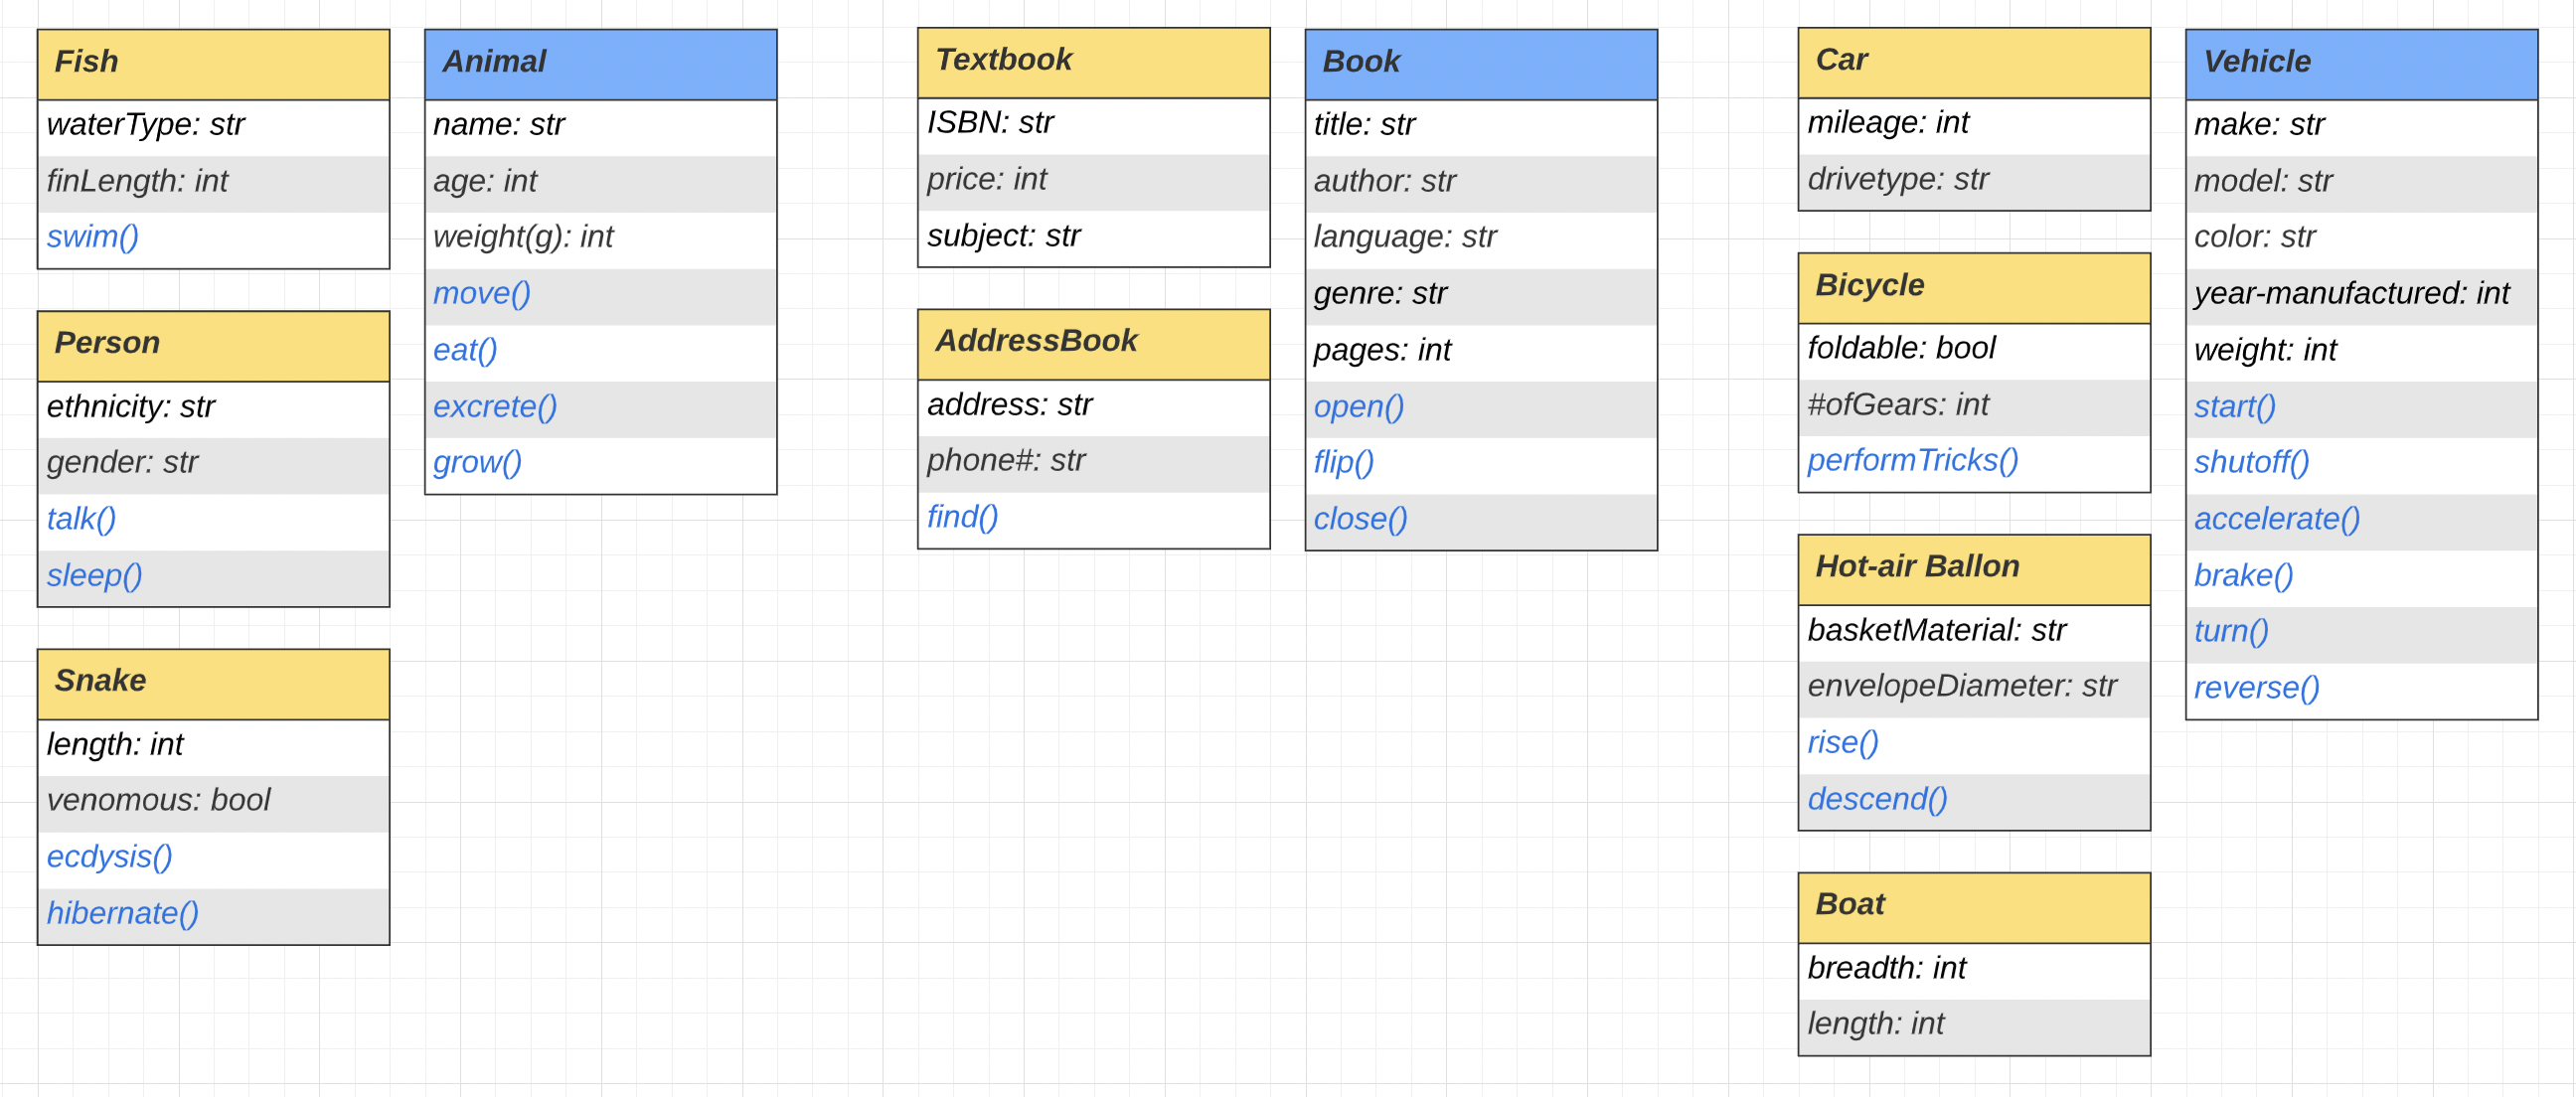 Fish
waterType: str
finLength: int
swim()
Person
ethnicity: str
gender: str
talk()
sleep()
Snake
length: int
venomous: bool
ecdysis()
hibernate()
Animal
name: str
age: int
weight(g): int
move()
eat()
excrete()
grow()
Textbook
ISBN: str
price: int
subject: str
AddressBook
address: str
phone#: str
find()
Book
title: str
author: str
language: str
genre: str
pages: int
open()
flip()
close()
Car
mileage: int
drivetype: str
Bicycle
foldable: bool
#ofGears: int
performTricks()
Hot-air Ballon
basketMaterial: str
envelopeDiameter: str
rise()
descend()
Boat
breadth: int
length: int
Vehicle
make: str
model: str
color: str
year-manufactured: int
weight: int
start()
shutoff()
accelerate()
brake()
turn()
reverse()